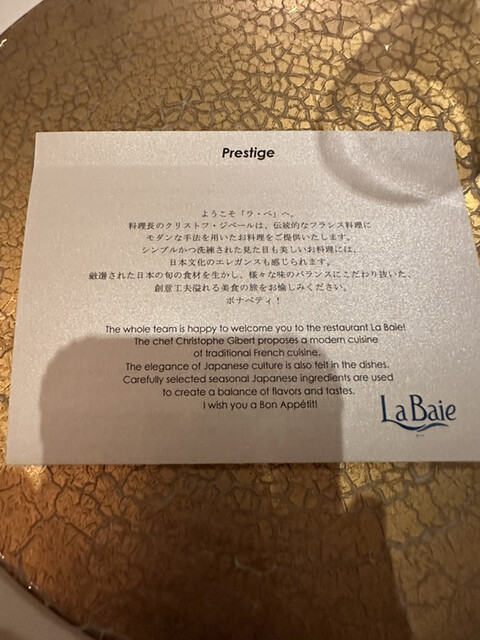 Prestige
ようこそ「ラ・ベ」へ。
料理長のクリストフ・ジベールは、伝統的なフランス料理に
モダンな手法を用いたお料理をご提供いたします。
シンプルかつ洗練された見た目も美しいお料理には、
日本文化のエレガンスも感じられます。
厳選された日本の旬の食材を生かし、様々な味のバランスにこだわり抜いた、
創意工夫溢れる美食の旅をお愉しみください。
ボナペティ！
The whole team is happy to welcome you to the restaurant La Baie!
The chef Christophe Gibert proposes a modern cuisine
of traditional French cuisine.
The elegance of Japanese culture is also felt in the dishes.
Carefully selected seasonal Japanese ingredients are used
to create a balance of flavors and tastes.
I wish you a Bon Appétit!
La Baie